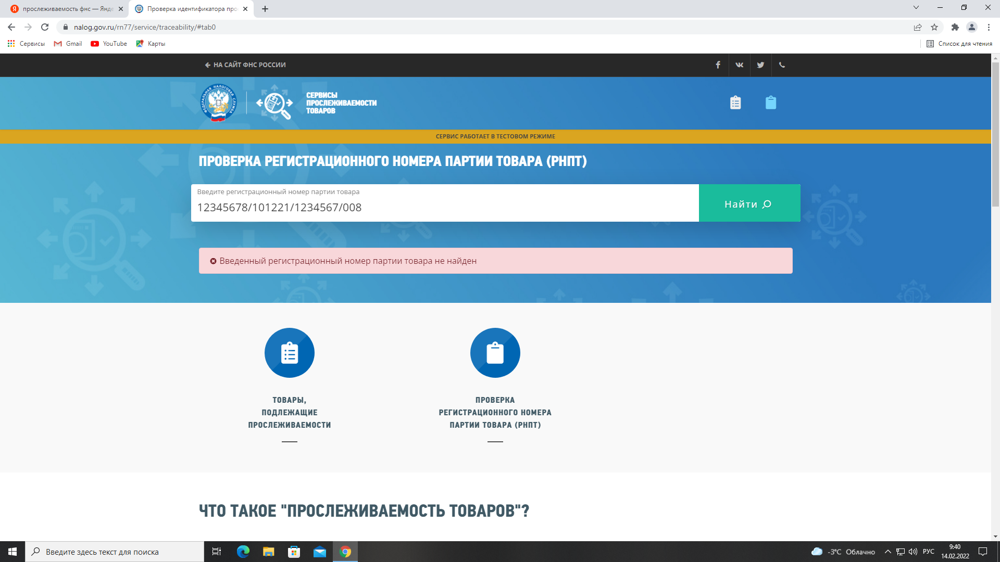 прослеживаемость фнс — Янде
Проверка идентификатора про
nalog.gov.ru/rn77/service/traceability/#tab0
Сервисы
Gmail
YouTube
Карты
Список для чтения
НА САЙТ ФНС РОССИИ
ФЕДЕРАЛЬНАЯ НАЛОГОВАЯ СЛУЖБА
СЕРВИСЫ
ПРОСЛЕЖИВАЕМОСТИ
ТОВАРОВ
СЕРВИС РАБОТАЕТ В ТЕСТОВОМ РЕЖИМЕ
ПРОВЕРКА РЕГИСТРАЦИОННОГО НОМЕРА ПАРТИИ ТОВАРА (РНПТ)
Введите регистрационный номер партии товара
12345678/101221/1234567/008
Найти
Введенный регистрационный номер партии товара не найден
ТОВАРЫ,
ПОДЛЕЖАЩИЕ
ПРОСЛЕЖИВАЕМОСТИ
ПРОВЕРКА
РЕГИСТРАЦИОННОГО НОМЕРА
ПАРТИИ ТОВАРА (РНПТ)
ЧТО ТАКОЕ "ПРОСЛЕЖИВАЕМОСТЬ ТОВАРОВ"?
Введите здесь текст для поиска
-3°C Облачно
РУС
9:40
14.02.2022